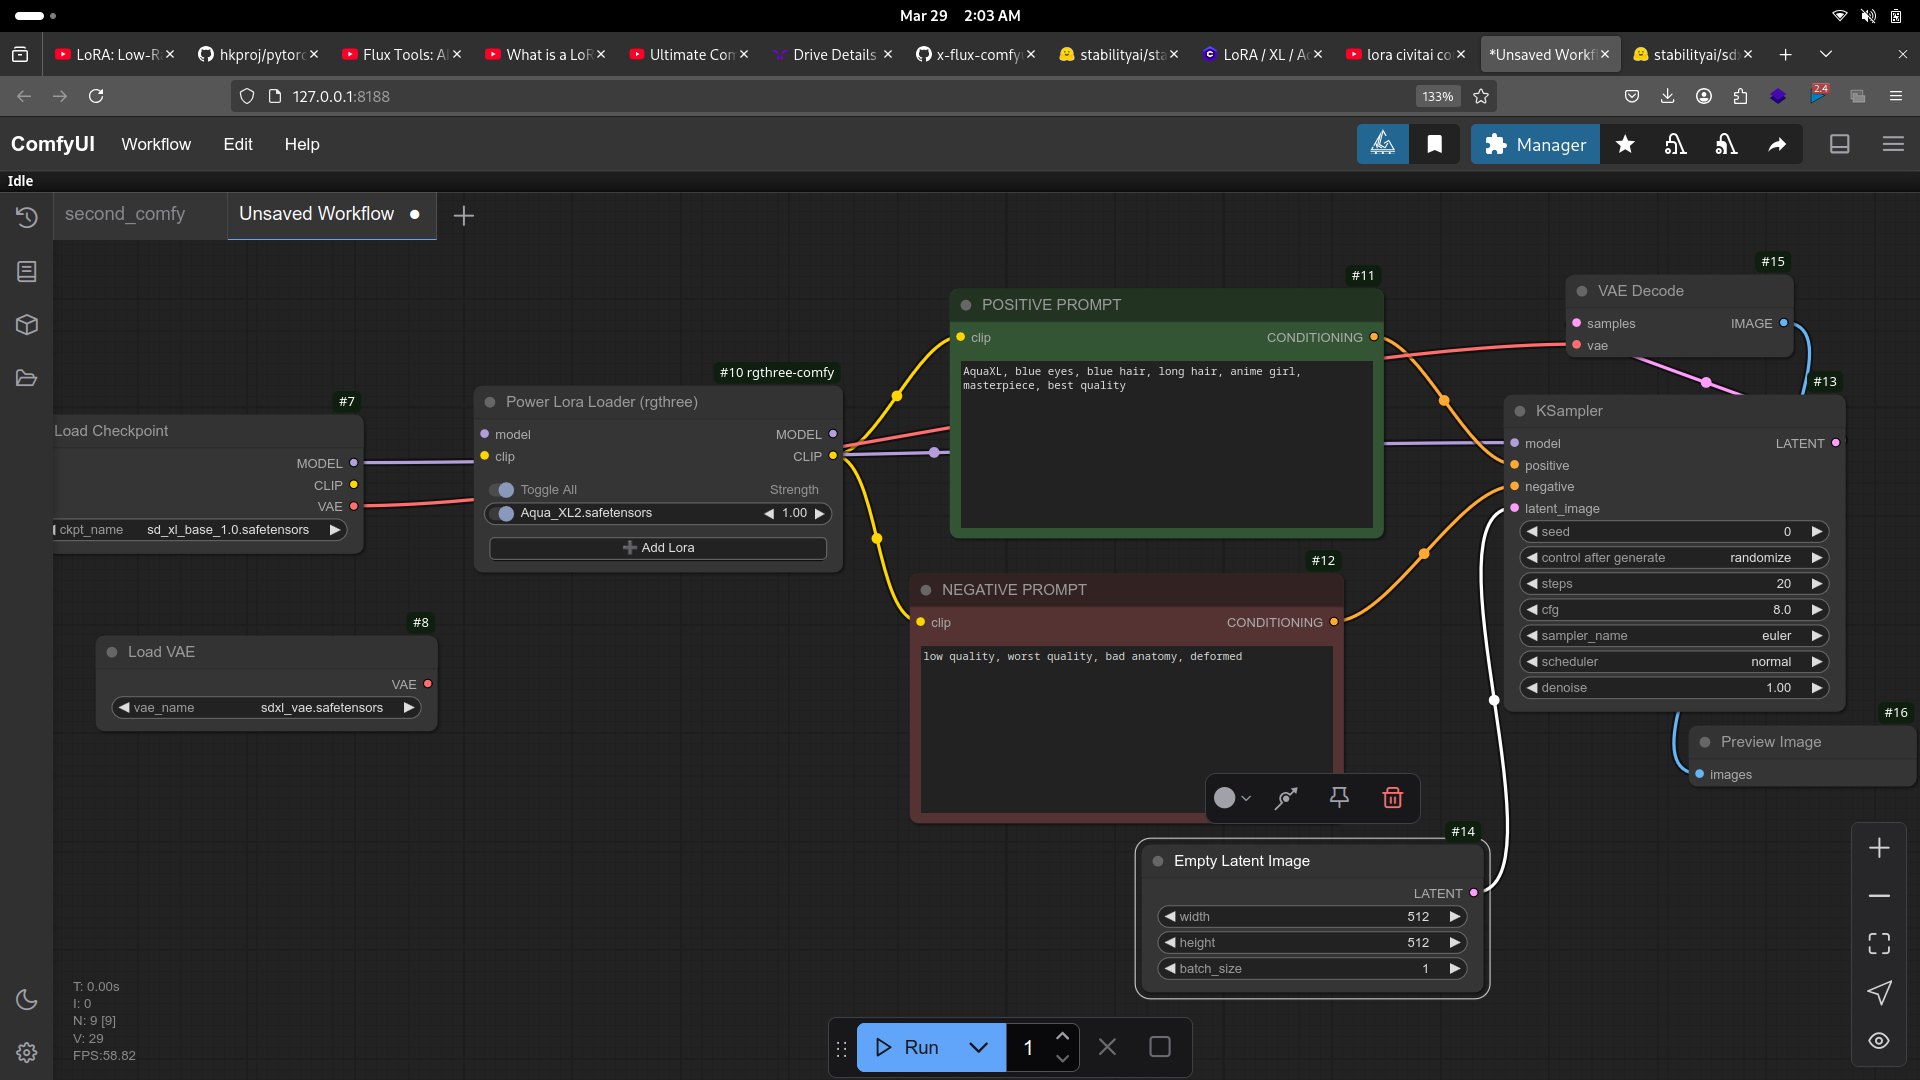 Mar 29 2:03 AM
LoRA: Low-R
hkproj/pytorc
Flux Tools: A
What is a LoR
Ultimate Com
Drive Details
x-flux-comfy
stabilityai/sta
LoRA / XL / A
lora civitai co
*Unsaved Workf
stabilityai/sdx
127.0.0.1:8188
133%
2.4
ComfyUI
Workflow
Edit
Help
Manager
Idle
second_comfy
Unsaved Workflow
#7
Load Checkpoint
MODEL
CLIP
VAE
ckpt_name sd_xl_base_1.0.safetensors
#8
Load VAE
VAE
vae_name sdxl_vae.safetensors
#10 rgthree-comfy
Power Lora Loader (rgthree)
model MODEL
clip CLIP
Toggle All Strength
Aqua_XL2.safetensors 1.00
Add Lora
#11
POSITIVE PROMPT
clip CONDITIONING
AquaXL, blue eyes, blue hair, long hair, anime girl,
masterpiece, best quality
#12
NEGATIVE PROMPT
clip CONDITIONING
low quality, worst quality, bad anatomy, deformed
#14
Empty Latent Image
LATENT
width 512
height 512
batch_size 1
#15
VAE Decode
samples IMAGE
vae
#13
KSampler
model LATENT
positive
negative
latent_image
seed 0
control after generate randomize
steps 20
cfg 8.0
sampler_name euler
scheduler normal
denoise 1.00
#16
Preview Image
images
T: 0.00s
I: 0
N: 9 [9]
V: 29
FPS:58.82
Run
1